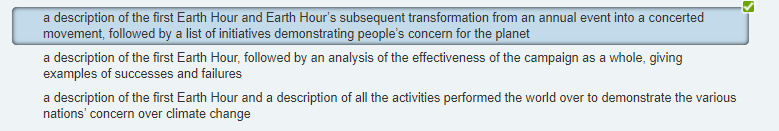 a description of the first Earth Hour and Earth Hour's subsequent transformation from an annual event into a concerted
movement, followed by a list of initiatives demonstrating people's concern for the planet
a description of the first Earth Hour, followed by an analysis of the effectiveness of the campaign as a whole, giving
examples of successes and failures
a description of the first Earth Hour and a description of all the activities performed the world over to demonstrate the various
nations' concern over climate change